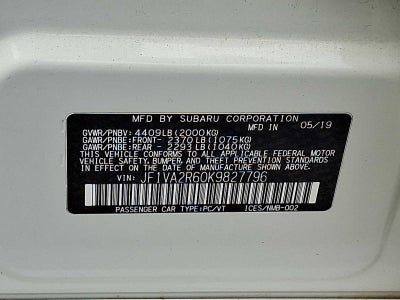 MFD BY SUBARU CORPORATION
GVWR/PNBV: 4409LB(2000KG) MFD IN 05/19
GAWR/PNBE:FRONT- 2370LB(1075KG)
GAWR/PNBE:REAR - 2293LB(1040KG)
THIS VEHICLE CONFORMS TO ALL APPLICABLE FEDERAL MOTOR
VEHICLE SAFETY, BUMPER, AND THEFT PREVENTION STANDARDS
IN EFFECT ON THE DATE OF MANUFACTURE SHOWN ABOVE.
VIN: JF1VA2R60K9827796
PASSENGER CAR TYPE:PC/VT ICES/NMB-002